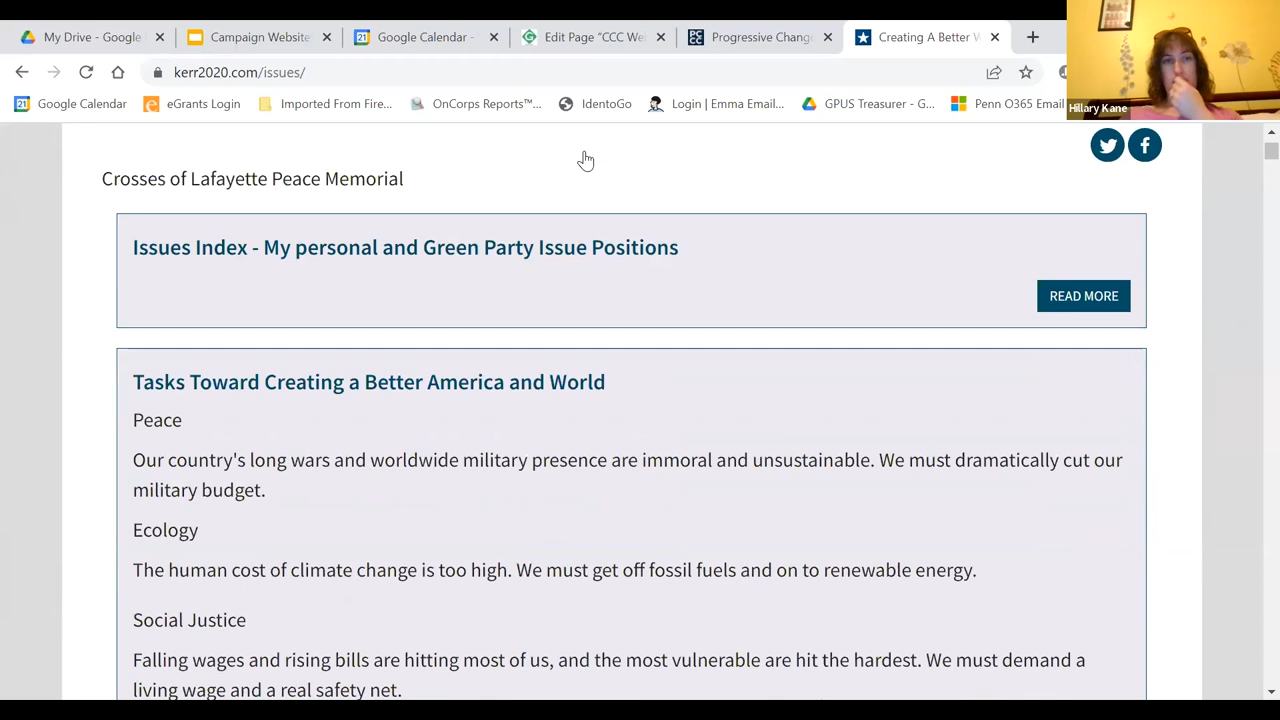 My Drive - Google
Campaign Website
Google Calendar -
Edit Page "CCC We
Progressive Chang
Creating A Better W
kerr2020.com/issues/
Google Calendar
eGrants Login
Imported From Fire...
OnCorps Reports™...
IdentoGo
Login | Emma Email...
GPUS Treasurer - G...
Penn O365 Email
Hillary Kane
Crosses of Lafayette Peace Memorial
Issues Index - My personal and Green Party Issue Positions
READ MORE
Tasks Toward Creating a Better America and World
Peace
Our country's long wars and worldwide military presence are immoral and unsustainable. We must dramatically cut our
military budget.
Ecology
The human cost of climate change is too high. We must get off fossil fuels and on to renewable energy.
Social Justice
Falling wages and rising bills are hitting most of us, and the most vulnerable are hit the hardest. We must demand a
living wage and a real safety net.